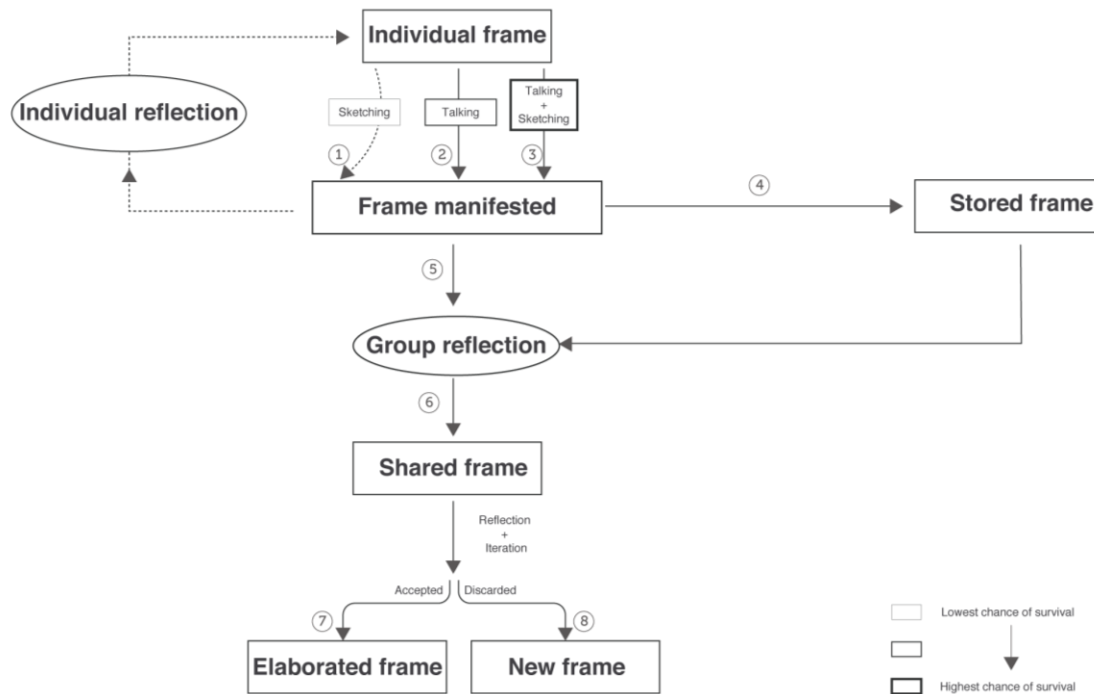 Individual frame
Individual reflection
Sketching
Talking
Talking
+
Sketching
1
2
3
4
Frame manifested
Stored frame
5
Group reflection
6
Shared frame
Reflection
+
Iteration
Accepted
Discarded
7
8
Elaborated frame
New frame
Lowest chance of survival
Highest chance of survival